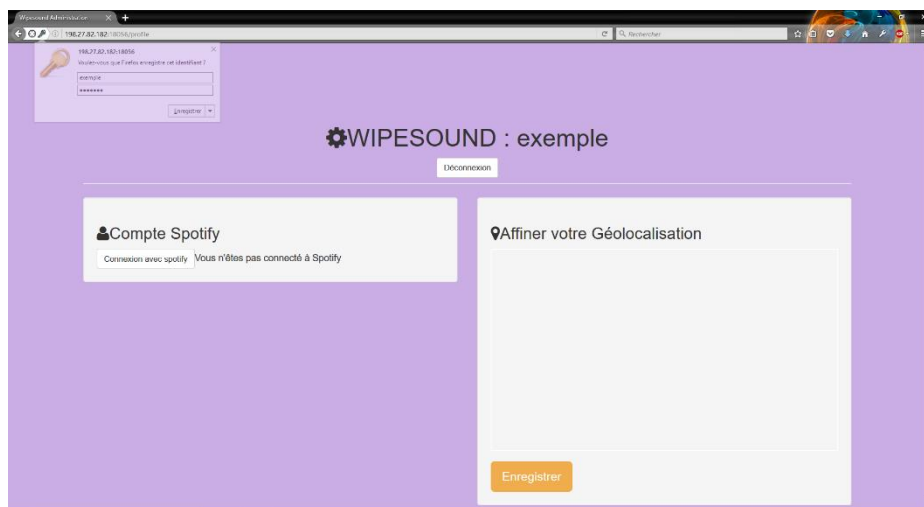 Wipesound Administration
198.27.82.182:18056/profile
Rechercher
198.27.82.182:18056
Voulez-vous que Firefox enregistre cet identifiant ?
exemple
•••••••
Enregistrer
WIPESOUND : exemple
Déconnexion
Compte Spotify
Connexion avec spotify Vous n'êtes pas connecté à Spotify
Affiner votre Géolocalisation
Enregistrer